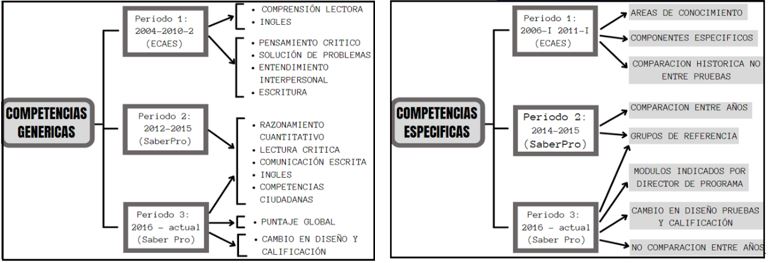 COMPETENCIAS
GENERICAS
Periodo 1:
2004-2010-2
(ECAES)
• COMPRENSIÓN LECTORA
• INGLES
• PENSAMIENTO CRITICO
• SOLUCIÓN DE PROBLEMAS
• ENTENDIMIENTO
INTERPERSONAL
• ESCRITURA
Periodo 2:
2012-2015
(SaberPro)
• RAZONAMIENTO
CUANTITATIVO
• LECTURA CRITICA
• COMUNICACIÓN ESCRITA
• INGLES
• COMPETENCIAS
CIUDADANAS
Periodo 3:
2016 – actual
(Saber Pro)
• PUNTAJE GLOBAL
• CAMBIO EN DISEÑO Y
CALIFICACIÓN
COMPETENCIAS
ESPECIFICAS
Periodo 1:
2006-I 2011-I
(ECAES)
AREAS DE CONOCIMIENTO
COMPONENTES ESPECIFICOS
COMPARACION HISTORICA NO
ENTRE PRUEBAS
Periodo 2:
2014-2015
(SaberPro)
COMPARACION ENTRE AÑOS
GRUPOS DE REFERENCIA
Periodo 3:
2016 – actual
(Saber Pro)
MODULOS INDICADOS POR
DIRECTOR DE PROGRAMA
CAMBIO EN DISEÑO PRUEBAS
Y CALIFICACIÓN
NO COMPARACION ENTRE AÑOS